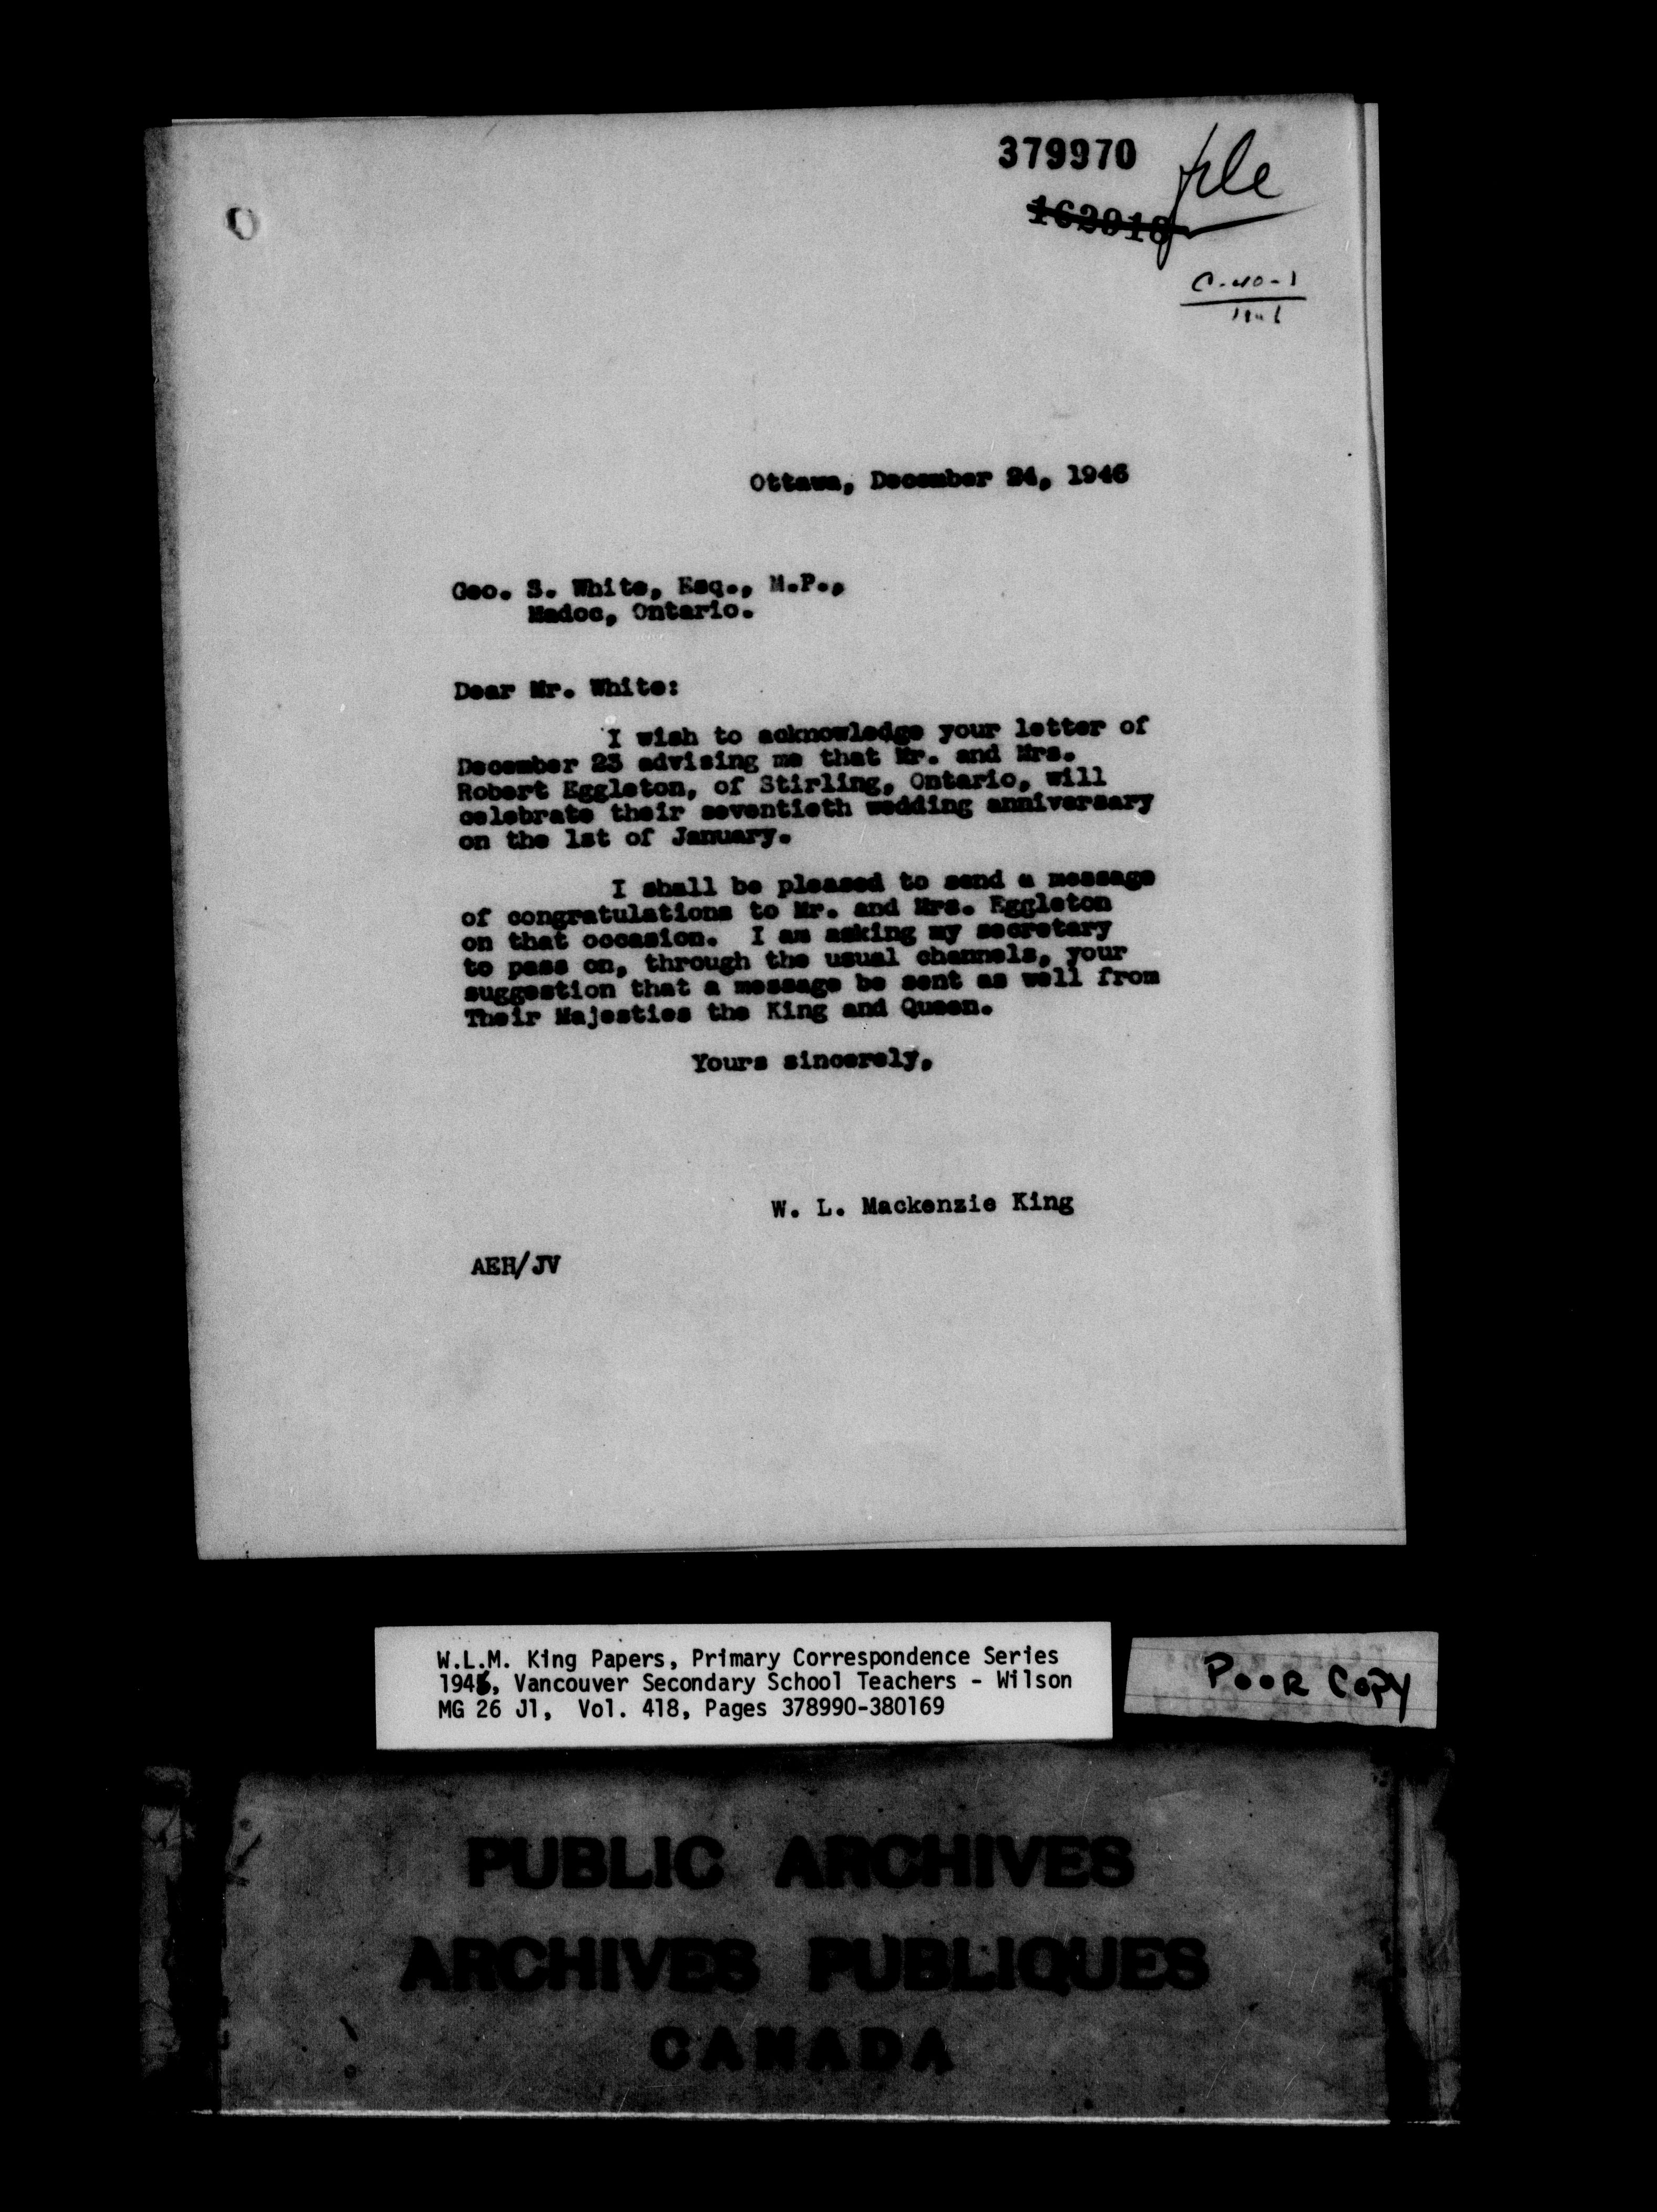 379970
file
162918
C-40-1
Ottawa, December 24, 1946
Geo. S. White, Esq., M.P.,
Madoc, Ontario.
Dear Mr. White:
I wish to acknowledge your letter of
December 23 advising me that Mr. and Mrs.
Robert Eggleton, of Stirling, Ontario, will
celebrate their seventieth wedding anniversary
on the 1st of January.
I shall be pleased to send a message
of congratulations to Mr. and Mrs. Eggleton
on that occasion. I am asking my secretary
to pass on, through the usual channels, your
suggestion that a message be sent as well from
Their Majesties the King and Queen.
Yours sincerely,
W. L. Mackenzie King
AEH/JV
W.L.M. King Papers, Primary Correspondence Series
1946, Vancouver Secondary School Teachers - Wilson
MG 26 J1, Vol. 418, Pages 378990-380169
POOR COPY
PUBLIC ARCHIVES
ARCHIVES PUBLIQUES
CANADA